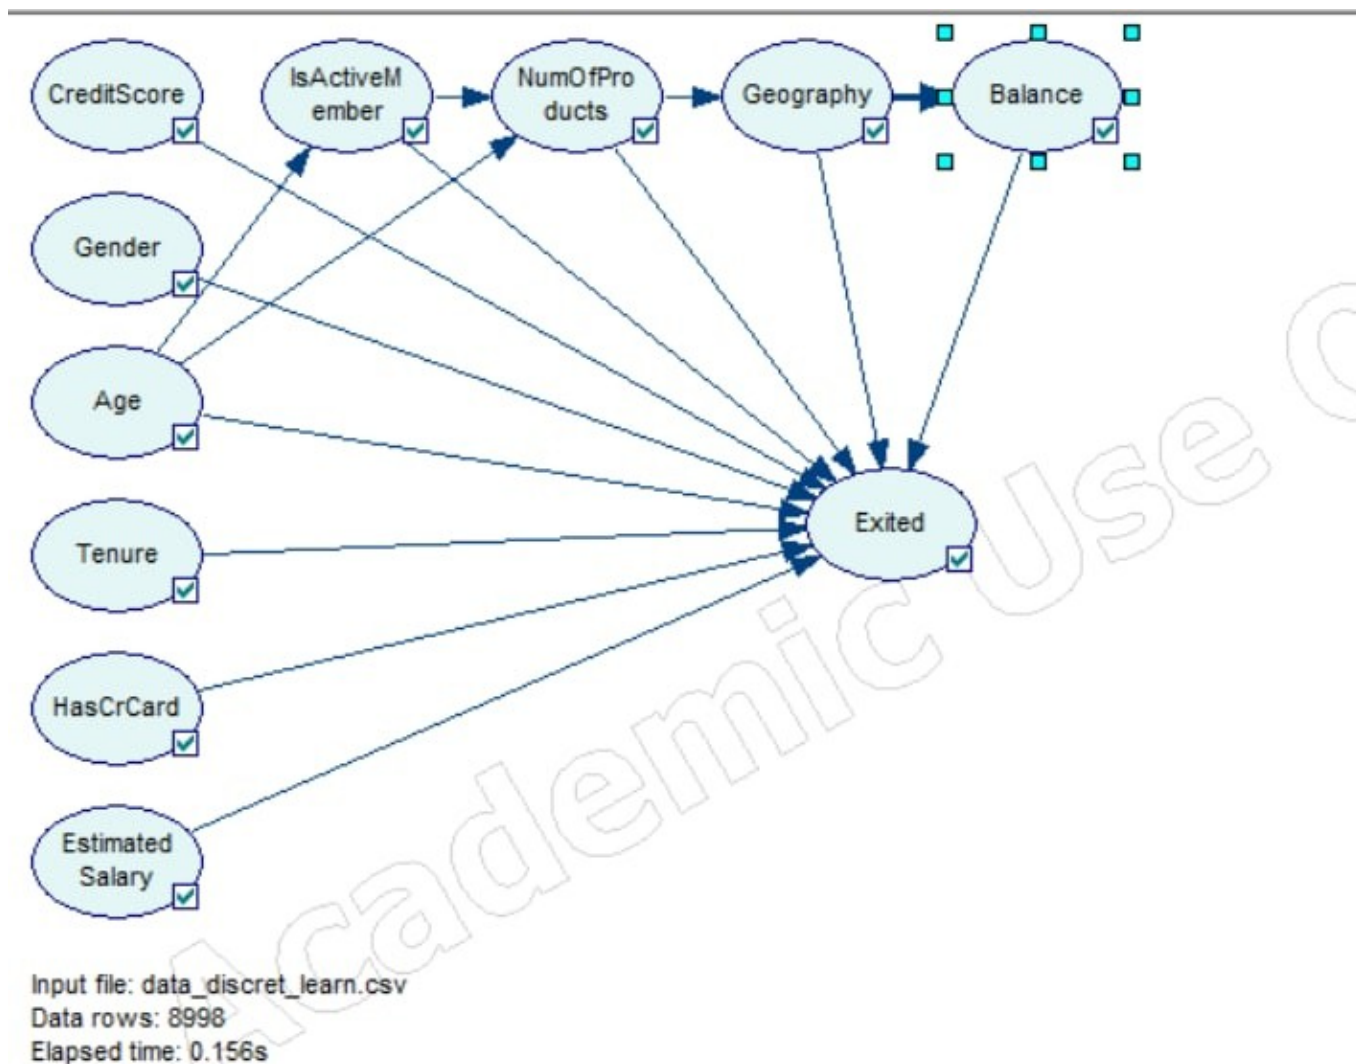 CreditScore
IsActiveM
ember
NumOfPro
ducts
Geography
Balance
Gender
Age
Exited
Tenure
HasCrCard
Estimated
Salary
Academic Use O
Input file: data_discret_learn.csv
Data rows: 8998
Elapsed time: 0.156s